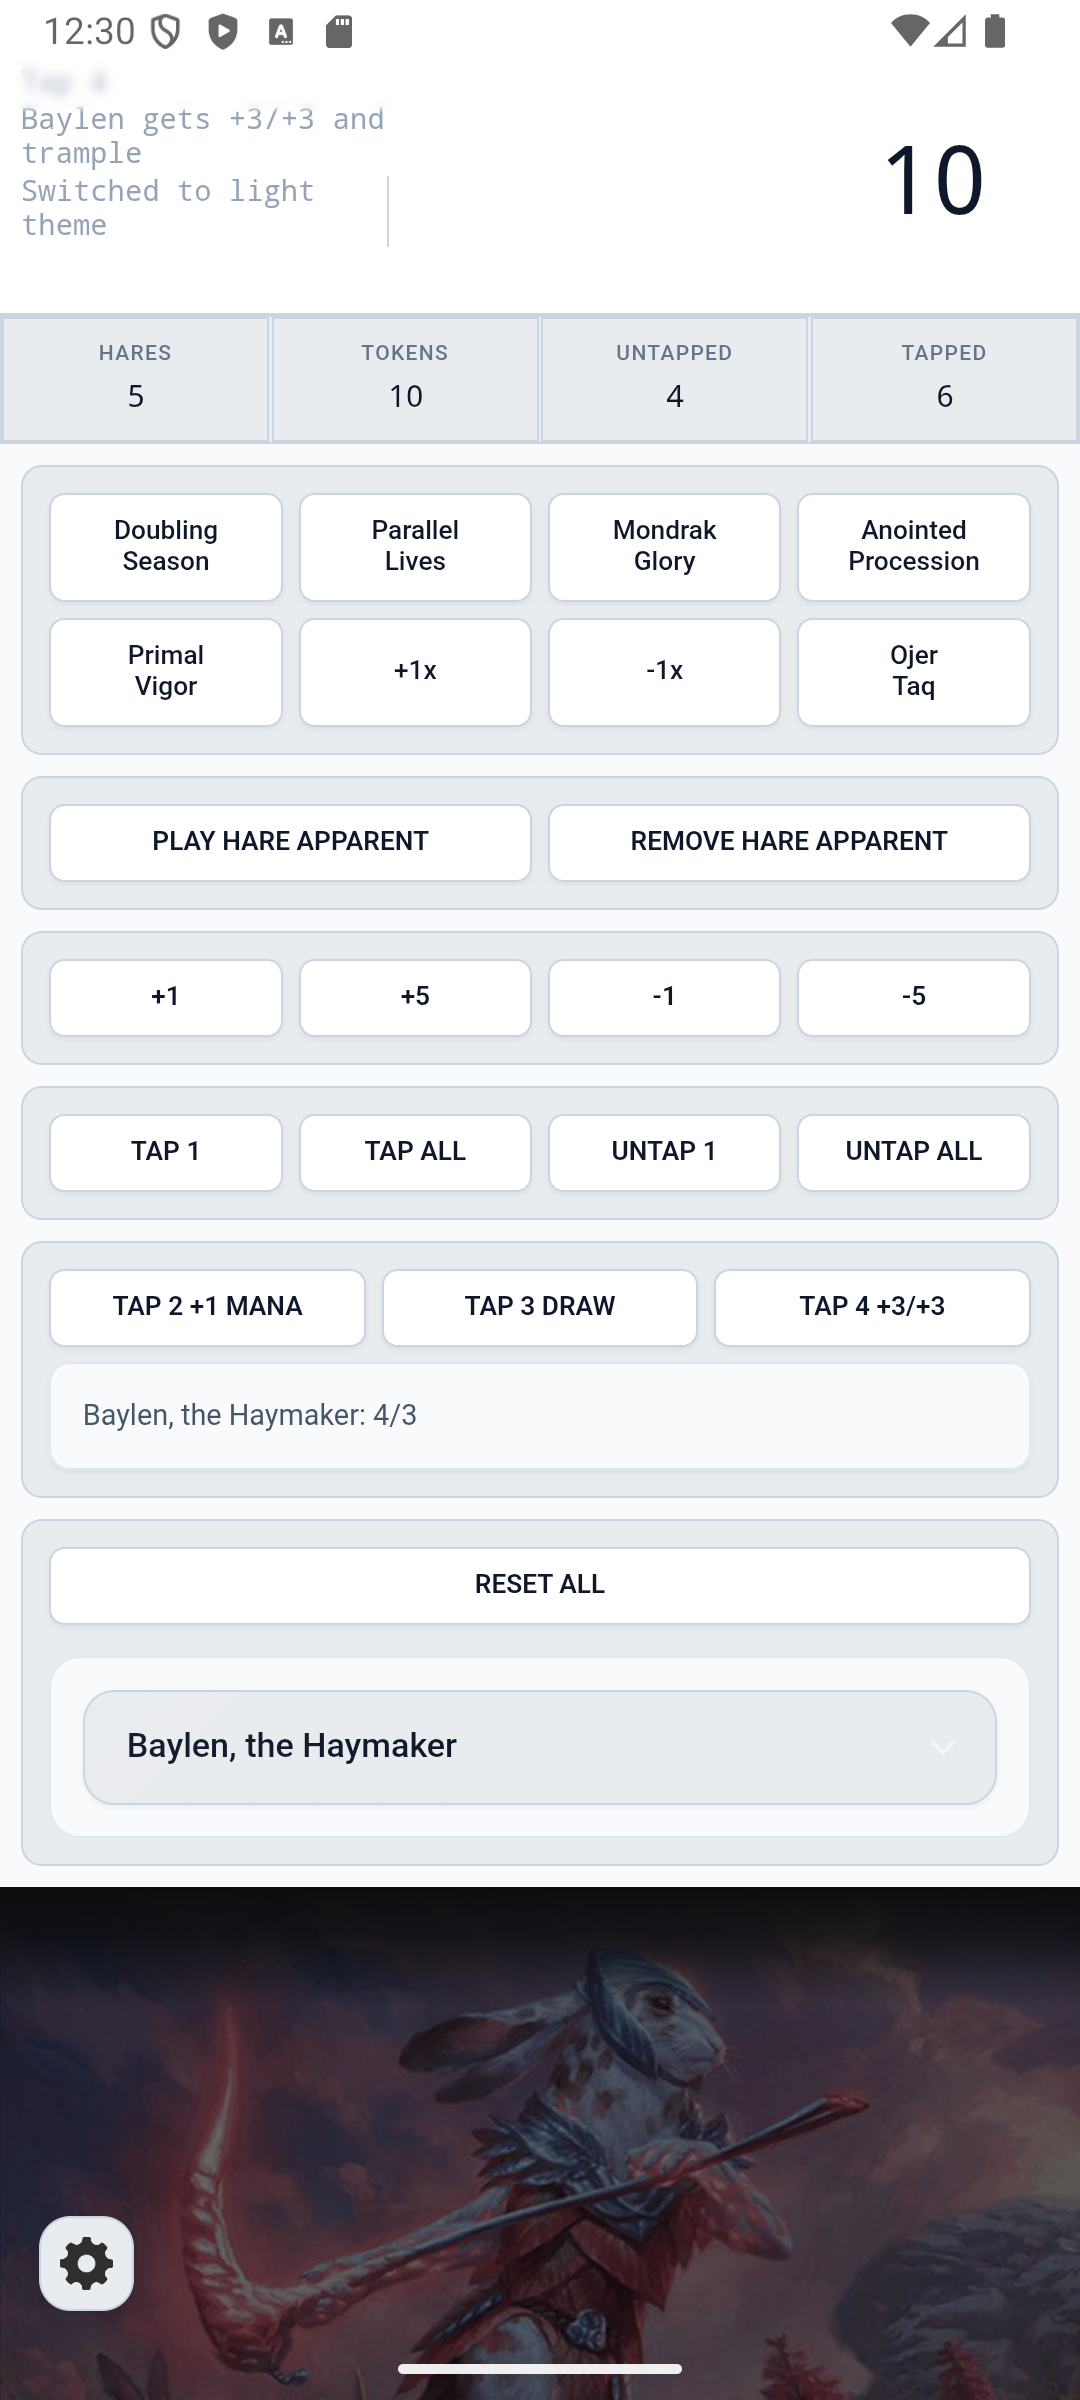 12:30
Tap 4
Baylen gets +3/+3 and
trample
Switched to light
theme
10
HARES
5
TOKENS
10
UNTAPPED
4
TAPPED
6
Doubling
Season
Parallel
Lives
Mondrak
Glory
Anointed
Procession
Primal
Vigor
+1x
-1x
Ojer
Taq
PLAY HARE APPARENT
REMOVE HARE APPARENT
+1
+5
-1
-5
TAP 1
TAP ALL
UNTAP 1
UNTAP ALL
TAP 2 +1 MANA
TAP 3 DRAW
TAP 4 +3/+3
Baylen, the Haymaker: 4/3
RESET ALL
Baylen, the Haymaker